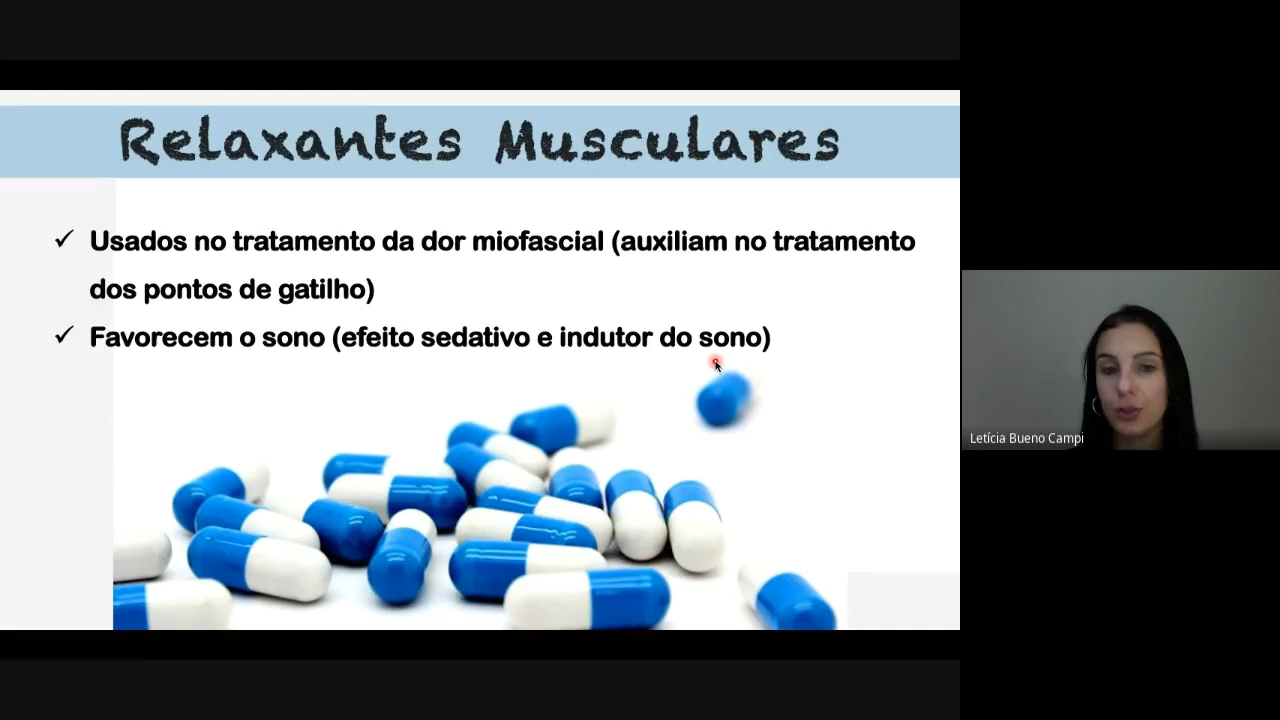 Relaxantes Musculares
✓ Usados no tratamento da dor miofascial (auxiliam no tratamento
dos pontos de gatilho)
✓ Favorecem o sono (efeito sedativo e indutor do sono)
Letícia Bueno Campi